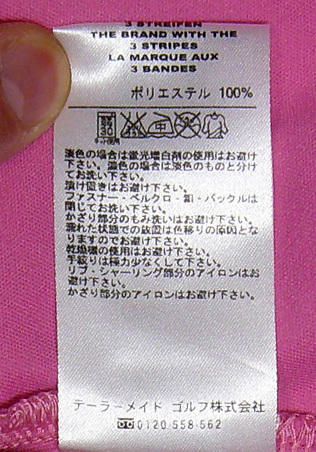 3 STREIFEN
THE BRAND WITH THE
3 STRIPES
LA MARQUE AUX
3 BANDES
ポリエステル 100%
30
ネット使用
淡色の場合は蛍光増白剤の使用はお避け
下さい。濃色の場合は淡色のものと分け
てお洗い下さい。
漬け置きはお避け下さい。
ファスナー・ベルクロ・釦・バックルは
閉じてお洗い下さい。
かざり部分のもみ洗いはお避け下さい。
濡れた状態での放置は色移りの原因とな
りますのでお避け下さい。
乾燥機の使用はお避け下さい。
手絞りは極力少なくして下さい。
リブ・シャーリング部分のアイロンはお
避け下さい。
かざり部分のアイロンはお避け下さい。
テーラーメイド ゴルフ株式会社
0120-558-562